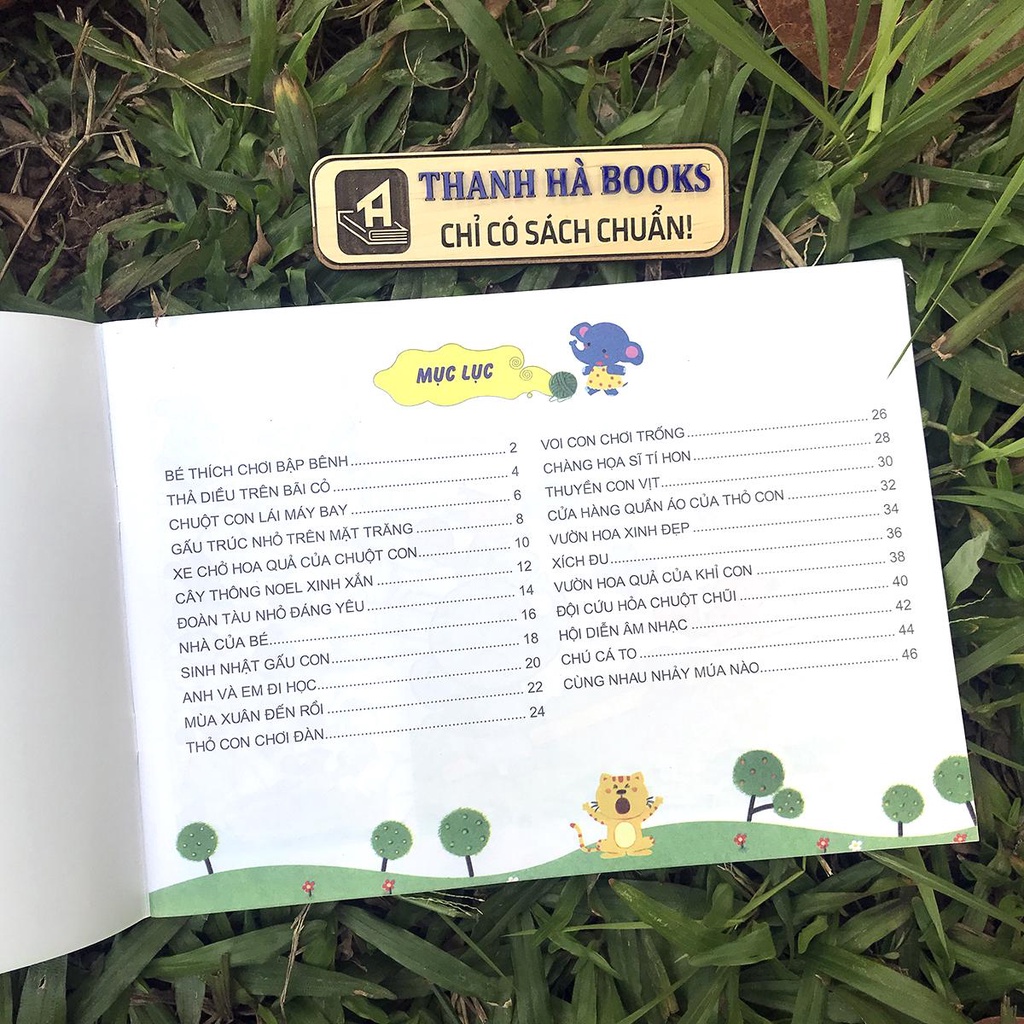 THANH HÀ BOOKS
CHỈ CÓ SÁCH CHUẨN!
MỤC LỤC
BÉ THÍCH CHƠI BẬP BÊNH 2
THẢ DIỀU TRÊN BÃI CỎ 4
CHUỘT CON LÁI MÁY BAY 6
GẤU TRÚC NHỎ TRÊN MẶT TRĂNG 8
XE CHỞ HOA QUẢ CỦA CHUỘT CON 10
CÂY THÔNG NOEL XINH XẮN 12
ĐOÀN TÀU NHỎ ĐÁNG YÊU 14
NHÀ CỦA BÉ 16
SINH NHẬT GẤU CON 18
ANH VÀ EM ĐI HỌC 20
MÙA XUÂN ĐẾN RỒI 22
THỎ CON CHƠI ĐÀN 24
VOI CON CHƠI TRỐNG 26
CHÀNG HỌA SĨ TÍ HON 28
THUYỀN CON VỊT 30
CỬA HÀNG QUẦN ÁO CỦA THỎ CON 32
VƯỜN HOA XINH ĐẸP 34
XÍCH ĐU 36
VƯỜN HOA QUẢ CỦA KHỈ CON 38
ĐỘI CỨU HỎA CHUỘT CHŨI 40
HỘI DIỄN ÂM NHẠC 42
CHÚ CÁ TO 44
CÙNG NHAU NHẢY MÚA NÀO 46